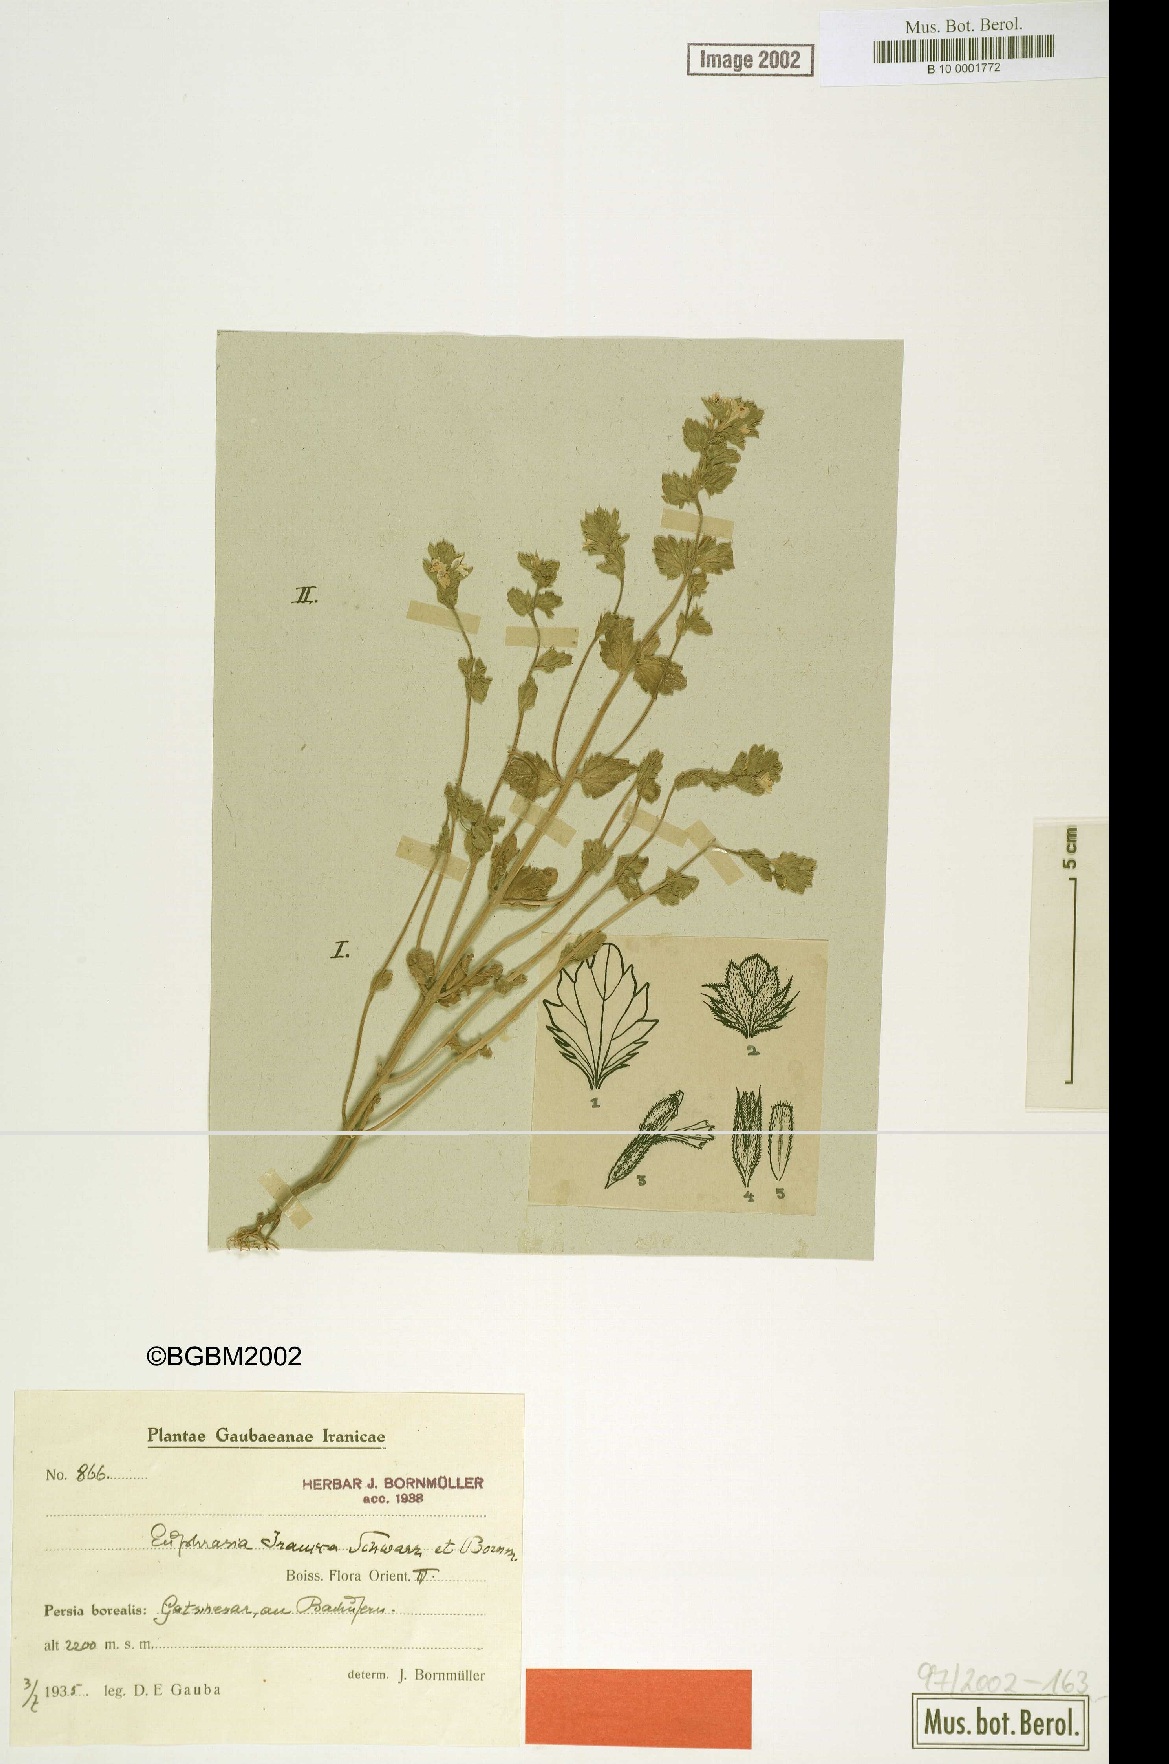 Mus. Bot. Berol.
B 10 0001772
Image 2002
5 cm
II.
I.
1
2
3
4
5
©BGBM2002
Plantae Gaubaeanae Iranicae
No. 866.
HERBAR J. BORNMÜLLER
acc. 1938
Euphrasia Iranica Schwarz et Bornm.
Boiss. Flora Orient. IV.
Persia borealis: Gatschesar, an Bachufern.
alt 2200 m. s. m.
determ. J. Bornmüller
3/7 1935. leg. D. E Gauba
97/2002-163
Mus. bot. Berol.